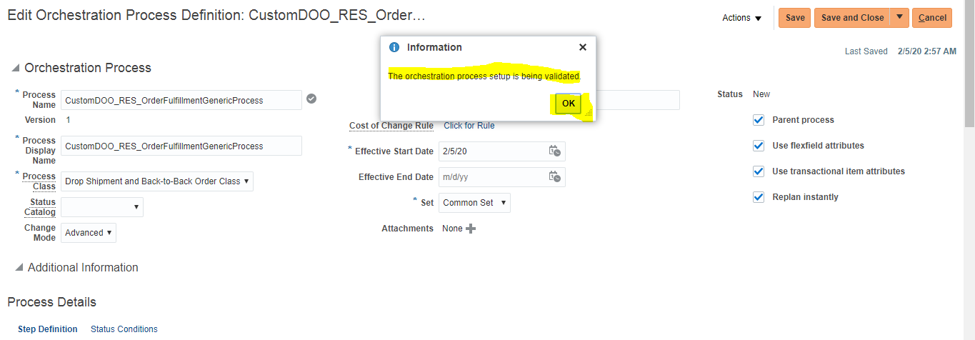 Edit Orchestration Process Definition: CustomDOO_RES_Order...
Actions
Save
Save and Close
Cancel
Last Saved 2/5/20 2:57 AM
Information
The orchestration process setup is being validated.
OK
Orchestration Process
* Process Name CustomDOO_RES_OrderFulfillmentGenericProcess
Version 1
* Process Display Name CustomDOO_RES_OrderFulfillmentGenericProcess
* Process Class Drop Shipment and Back-to-Back Order Class
Status Catalog
Change Mode Advanced
Cost of Change Rule Click for Rule
* Effective Start Date 2/5/20
Effective End Date m/d/yy
* Set Common Set
Attachments None
Status New
Parent process
Use flexfield attributes
Use transactional item attributes
Replan instantly
Additional Information
Process Details
Step Definition Status Conditions